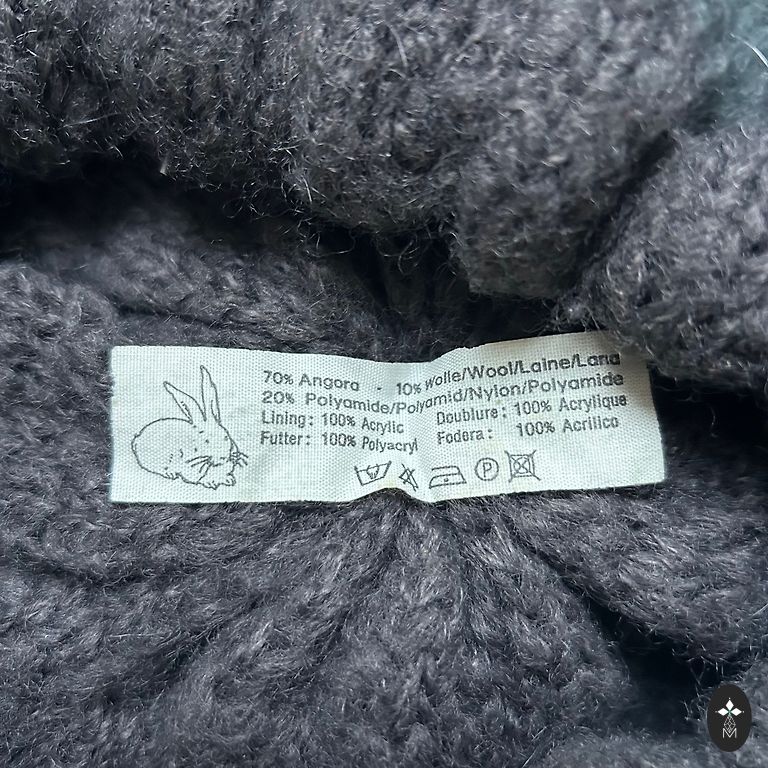 70% Angora - 10% Wolle/Wool/Laine/Lana
20% Polyamide/Polyamid/Nylon/Polyamide
Lining: 100% Acrylic Doublure: 100% Acrylique
Futter: 100% Polyacryl Fodera: 100% Acrilico
P
M